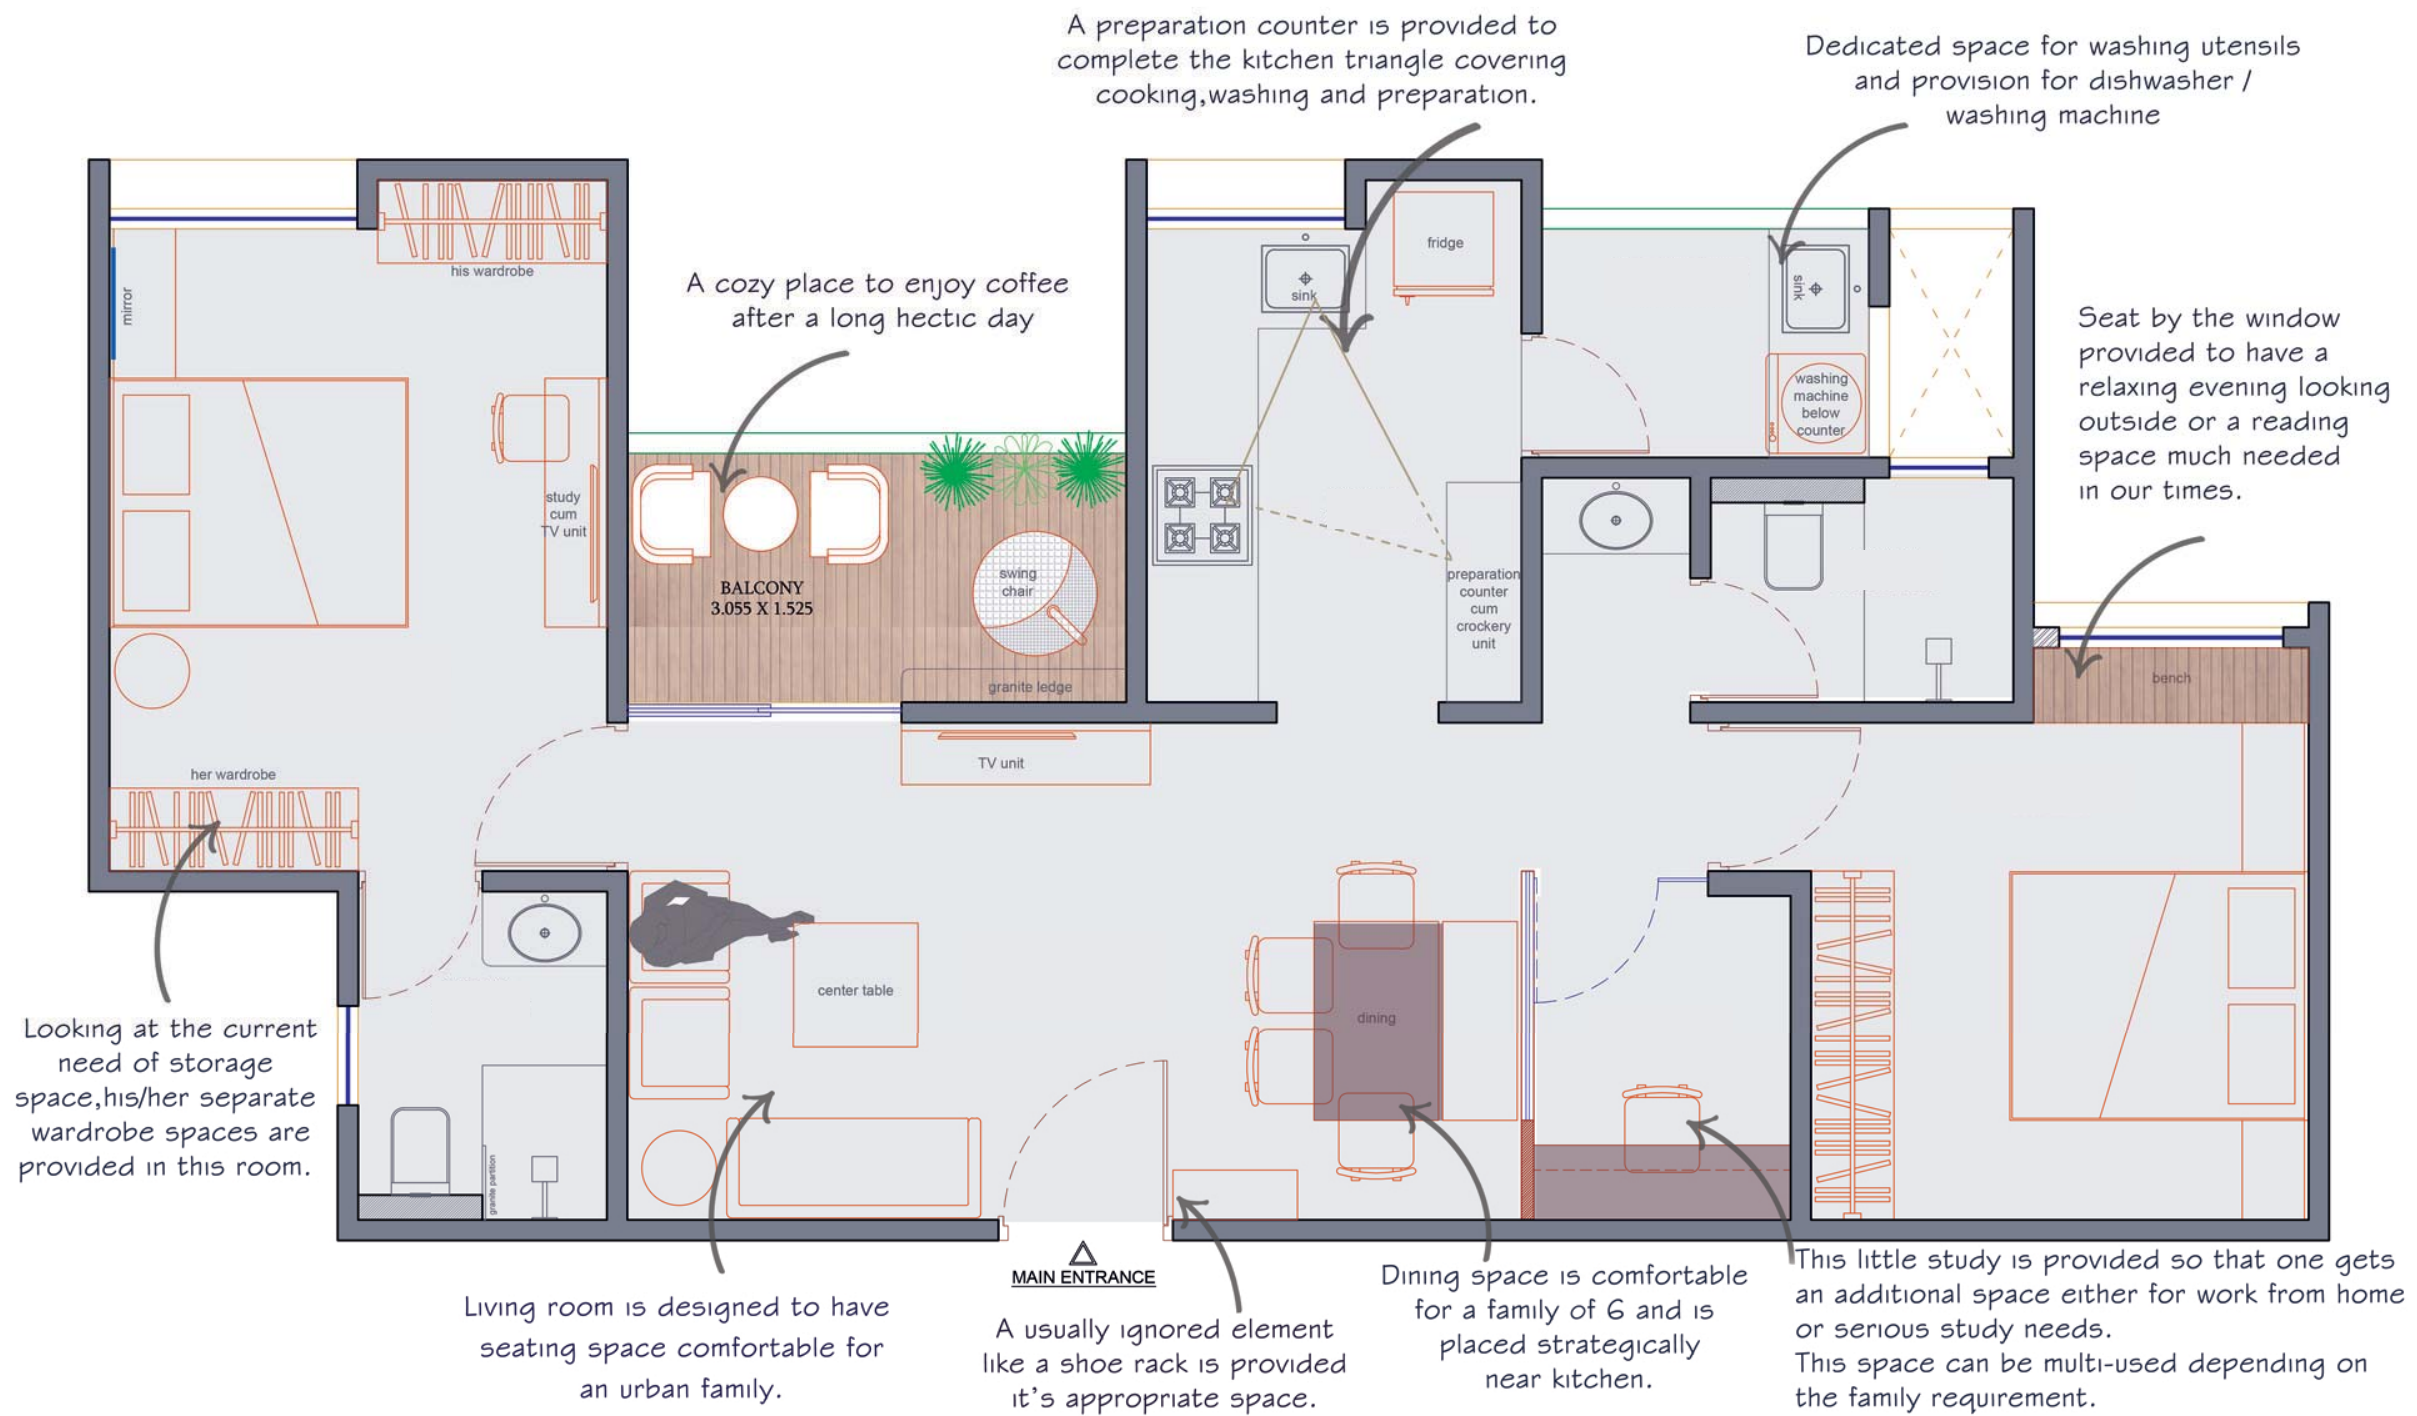 A preparation counter is provided to
complete the kitchen triangle covering
cooking,washing and preparation.
Dedicated space for washing utensils
and provision for dishwasher /
washing machine
A cozy place to enjoy coffee
after a long hectic day
Seat by the window
provided to have a
relaxing evening looking
outside or a reading
space much needed
in our times.
his wardrobe
mirror
study
cum
TV unit
her wardrobe
BALCONY
3.055 X 1.525
swing
chair
granite ledge
TV unit
sink
fridge
preparation
counter
cum
crockery
unit
sink
washing
machine
below
counter
bench
center table
dining
granite partition
MAIN ENTRANCE
Looking at the current
need of storage
space,his/her separate
wardrobe spaces are
provided in this room.
Living room is designed to have
seating space comfortable for
an urban family.
A usually ignored element
like a shoe rack is provided
it's appropriate space.
Dining space is comfortable
for a family of 6 and is
placed strategically
near kitchen.
This little study is provided so that one gets
an additional space either for work from home
or serious study needs.
This space can be multi-used depending on
the family requirement.